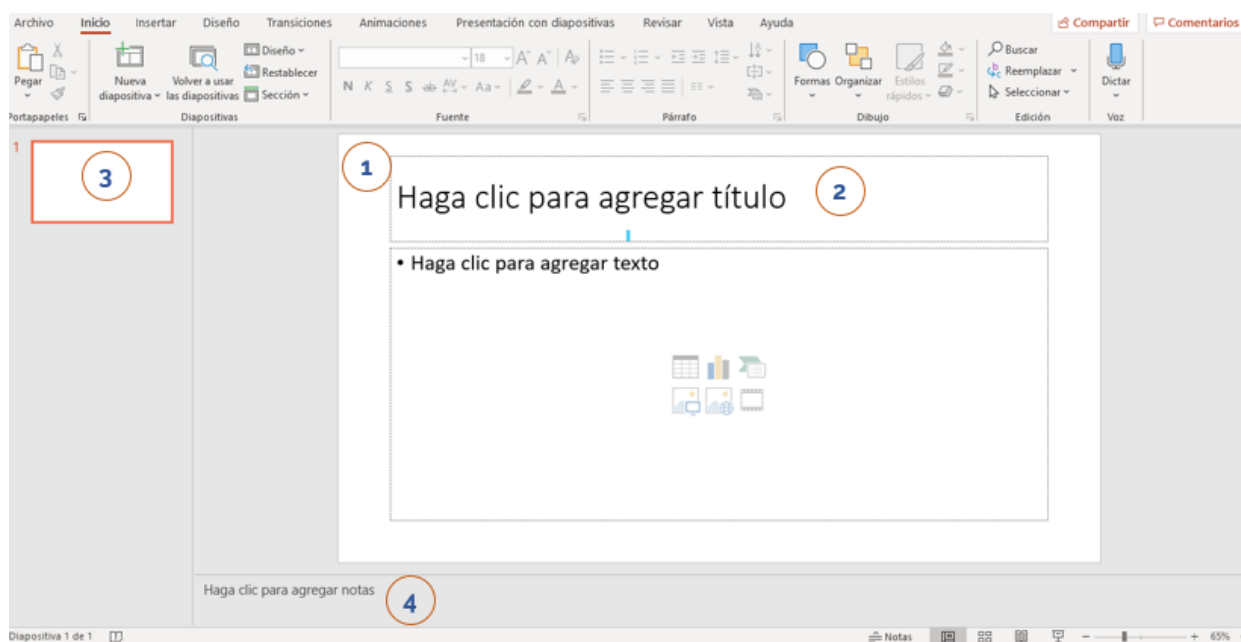 Archivo Inicio Insertar Diseño Transiciones Animaciones Presentación con diapositivas Revisar Vista Ayuda Compartir Comentarios
Pegar
Nueva diapositiva
Volver a usar las diapositivas
Diseño
Restablecer
Sección
18 A A A
N K S S ab AV Aa A
Formas Organizar Estilos rápidos
Buscar
Reemplazar
Seleccionar
Dictar
Portapapeles Diapositivas Fuente Párrafo Dibujo Edición Voz
1
3
1
Haga clic para agregar título
2
• Haga clic para agregar texto
Haga clic para agregar notas
4
Diapositiva 1 de 1 Notas 65%